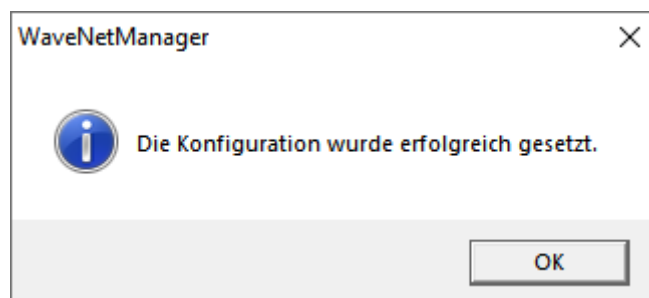 WaveNetManager
Die Konfiguration wurde erfolgreich gesetzt.
OK